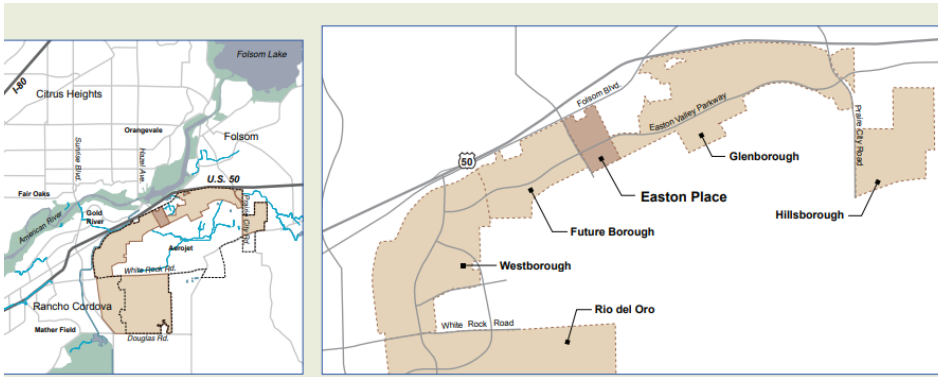 Folsom Lake
I-80
Citrus Heights
Orangevale
Folsom
Sunrise Blvd.
Hazel Ave.
U.S. 50
Fair Oaks
Gold
River
American River
Prairie City Rd.
Aerojet
White Rock Rd.
Rancho Cordova
Mather Field
Douglas Rd.
Folsom Blvd.
50
Easton Valley Parkway
Prairie City Road
Glenborough
Easton Place
Hillsborough
Future Borough
Westborough
Rio del Oro
White Rock Road